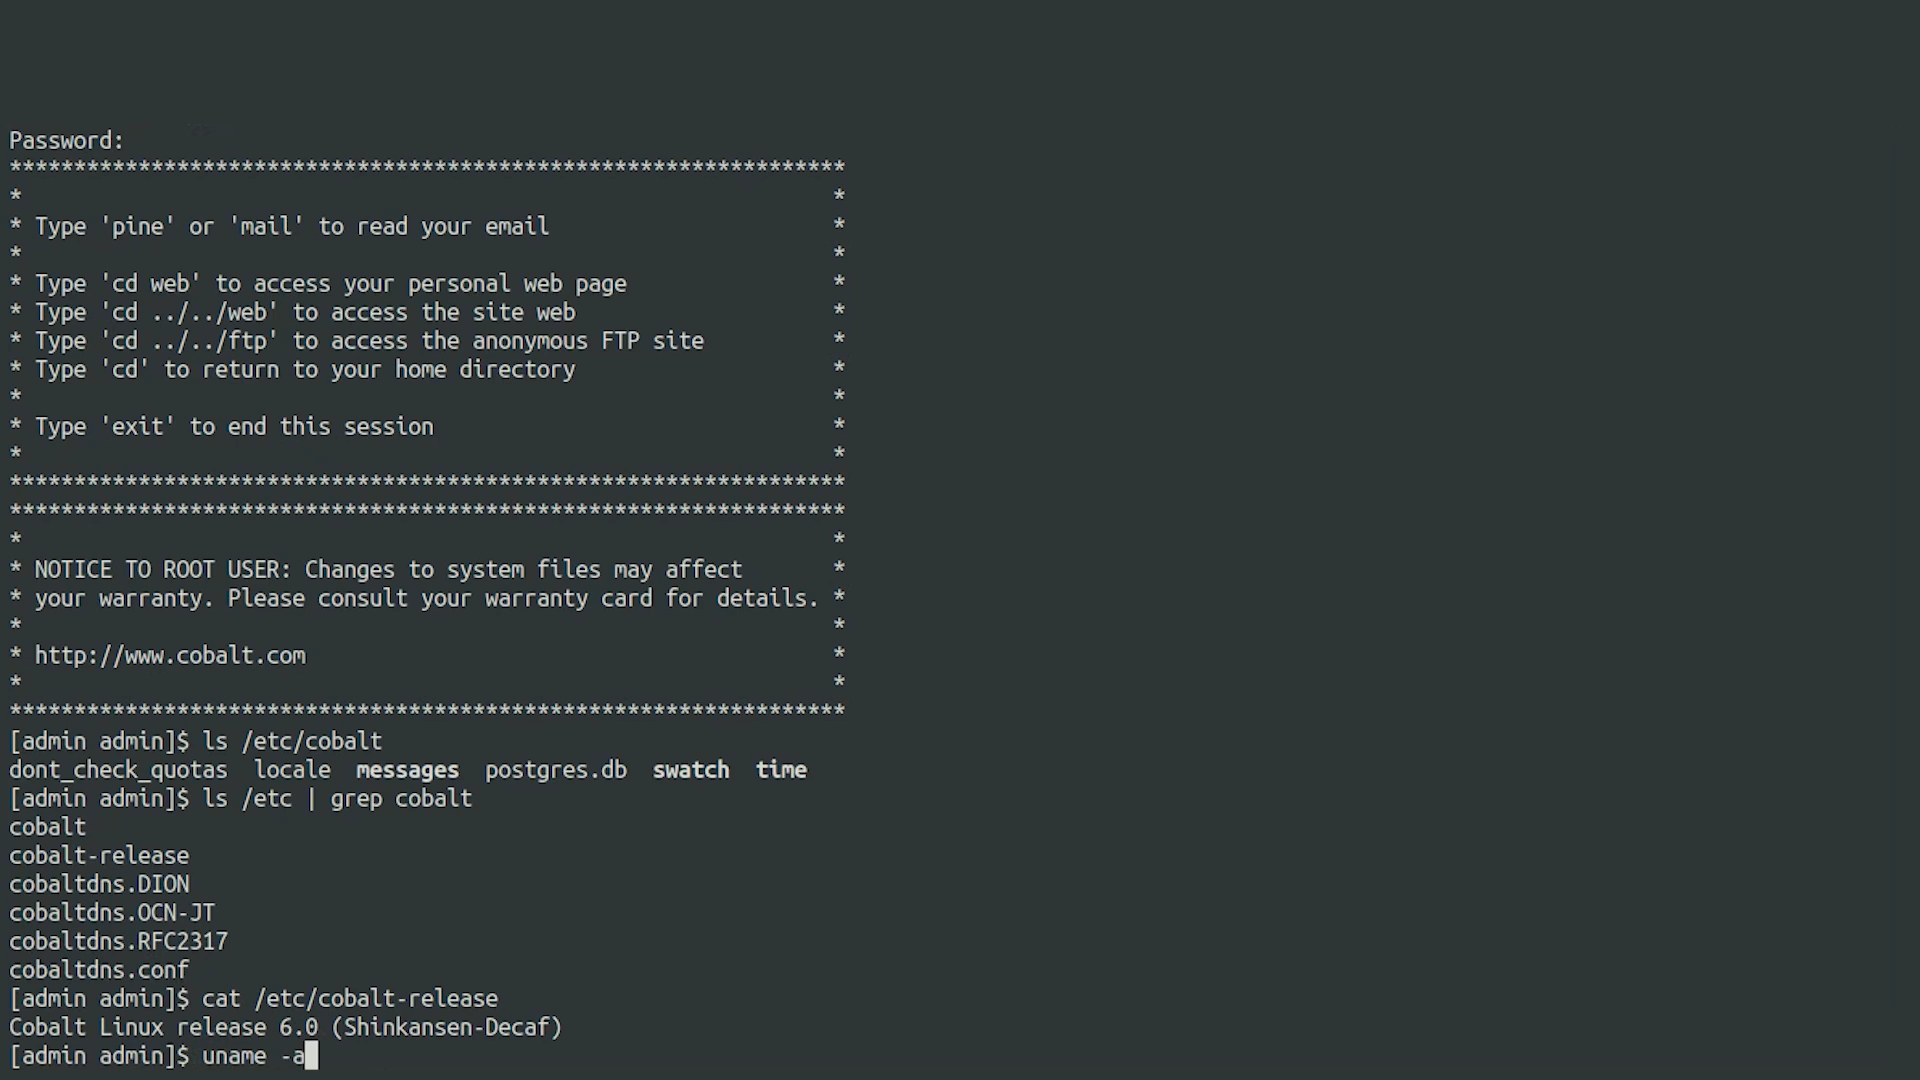 Password:
*****************************************************************
*                                                               *
* Type 'pine' or 'mail' to read your email                      *
*                                                               *
* Type 'cd web' to access your personal web page                *
* Type 'cd ../../web' to access the site web                    *
* Type 'cd ../../ftp' to access the anonymous FTP site          *
* Type 'cd' to return to your home directory                    *
*                                                               *
* Type 'exit' to end this session                               *
*                                                               *
*****************************************************************
*****************************************************************
*                                                               *
* NOTICE TO ROOT USER: Changes to system files may affect       *
* your warranty. Please consult your warranty card for details. *
*                                                               *
* http://www.cobalt.com                                         *
*                                                               *
*****************************************************************
[admin admin]$ ls /etc/cobalt
dont_check_quotas  locale  messages  postgres.db  swatch  time
[admin admin]$ ls /etc | grep cobalt
cobalt
cobalt-release
cobaltdns.DION
cobaltdns.OCN-JT
cobaltdns.RFC2317
cobaltdns.conf
[admin admin]$ cat /etc/cobalt-release
Cobalt Linux release 6.0 (Shinkansen-Decaf)
[admin admin]$ uname -a